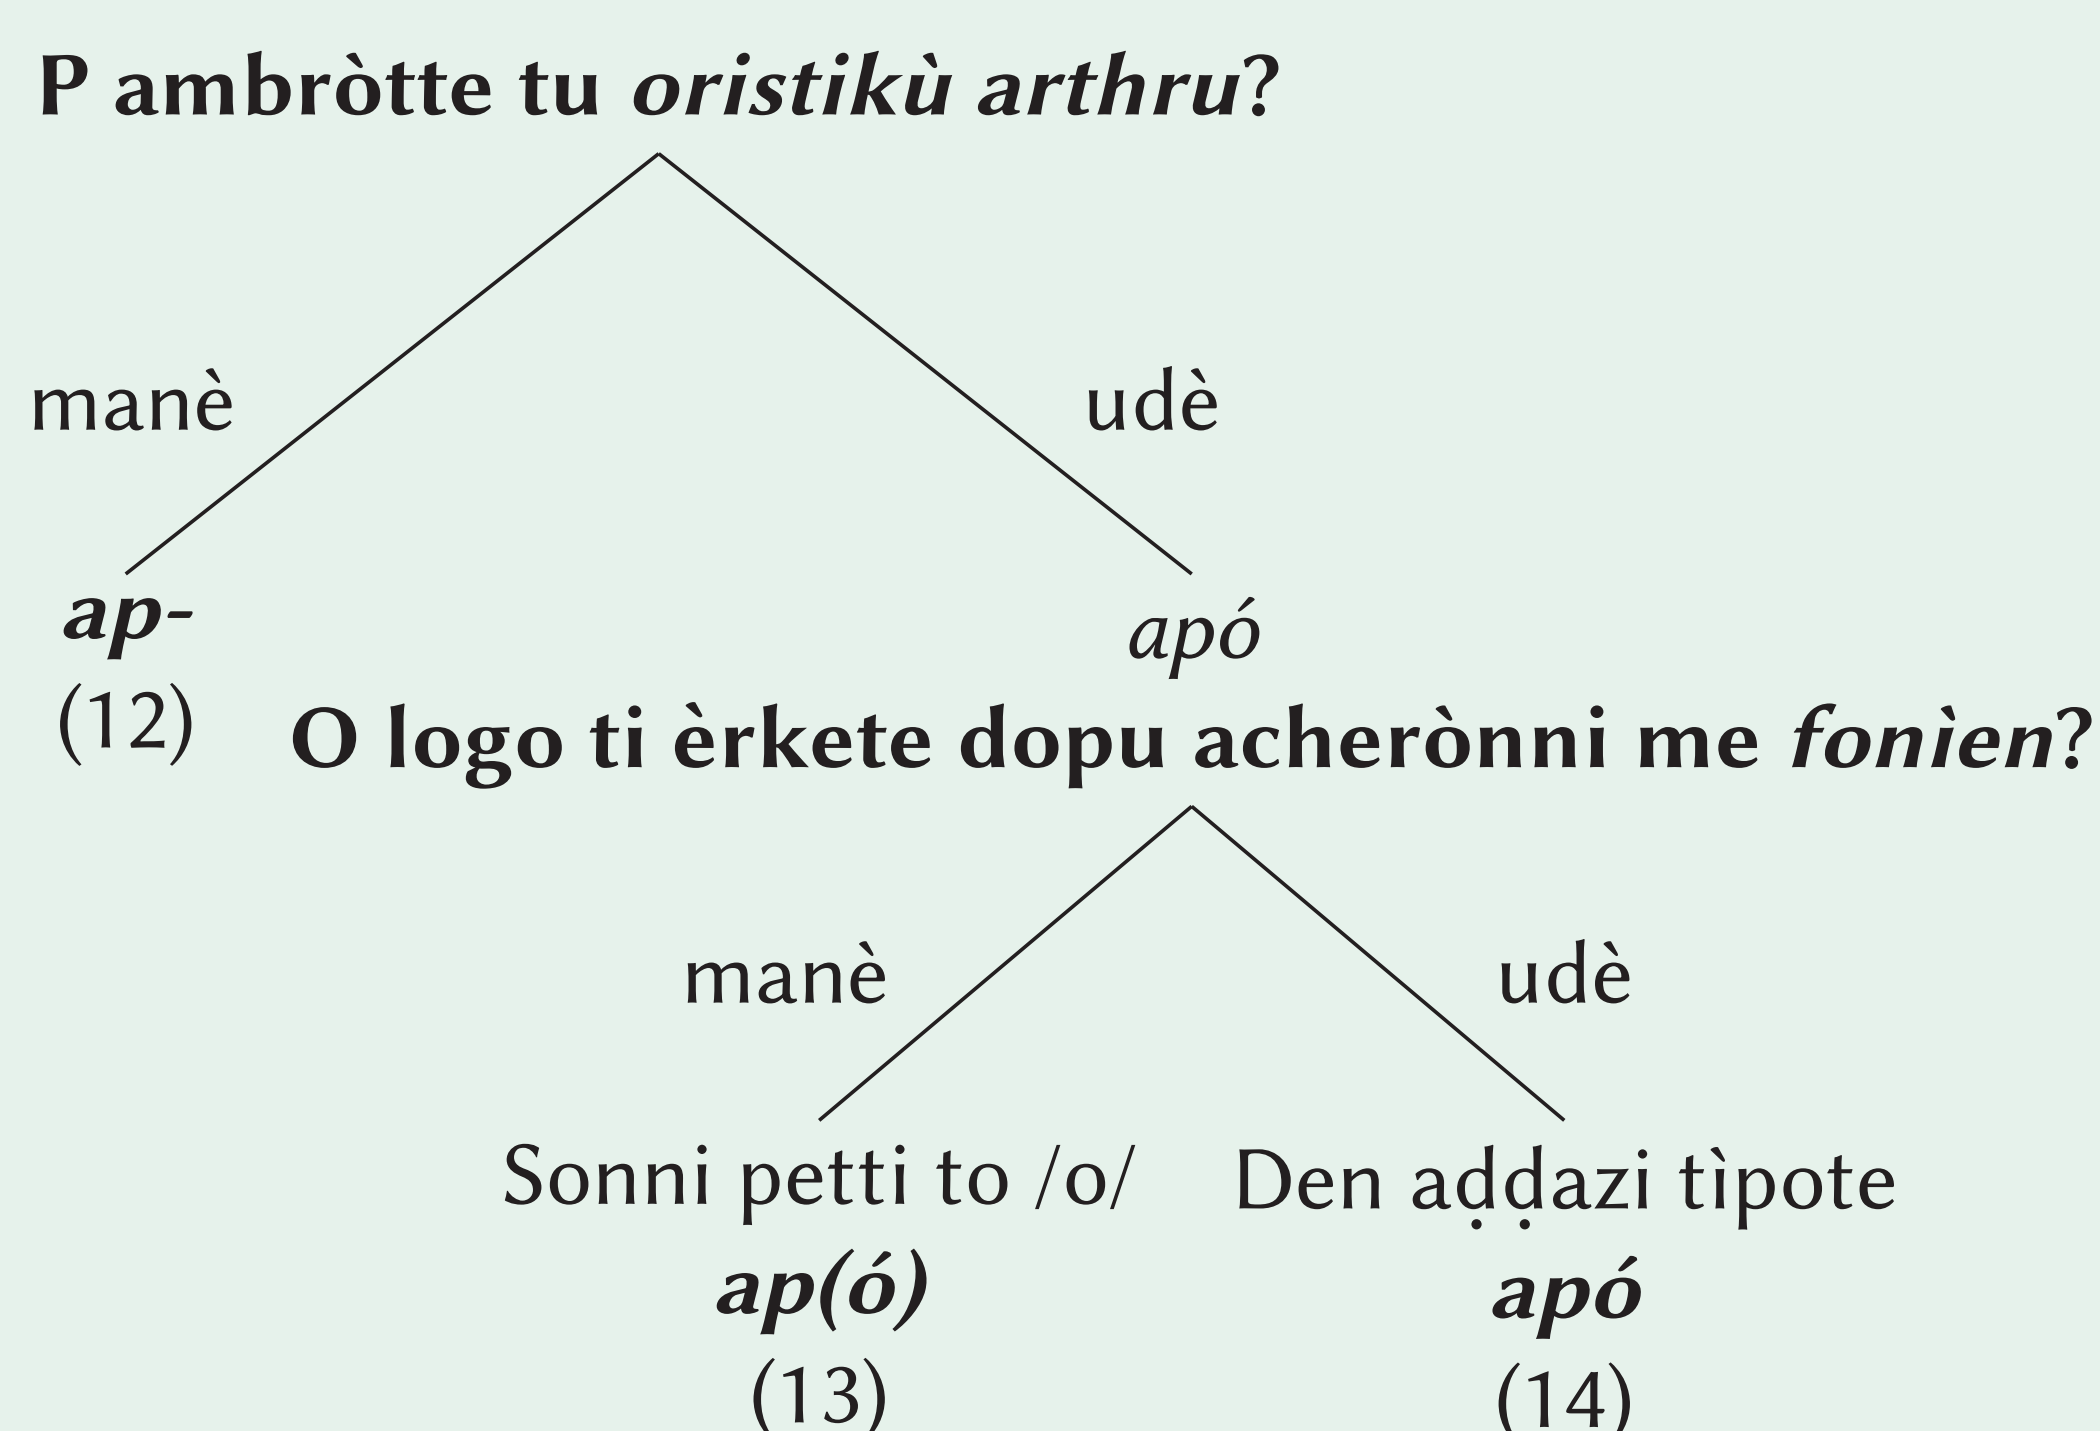 P ambròtte tu oristikù arthru?
manè
udè
ap-
apó
(12)
O logo ti èrkete dopu acherònni me fonìen?
manè
udè
Sonni petti to /o/
Den aḍḍazi tìpote
ap(ó)
apó
(13)
(14)